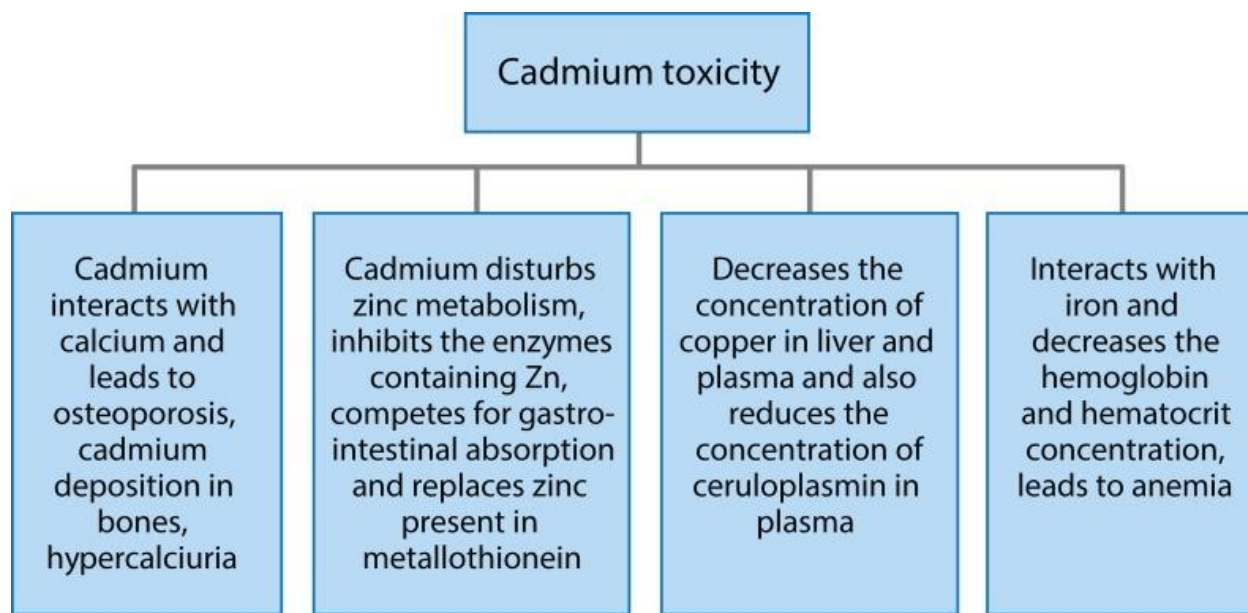 Cadmium toxicity
Cadmium
interacts with
calcium and
leads to
osteoporosis,
cadmium
deposition in
bones,
hypercalciuria
Cadmium disturbs
zinc metabolism,
inhibits the enzymes
containing Zn,
competes for gastro-
intestinal absorption
and replaces zinc
present in
metallothionein
Decreases the
concentration of
copper in liver and
plasma and also
reduces the
concentration of
ceruloplasmin in
plasma
Interacts with
iron and
decreases the
hemoglobin
and hematocrit
concentration,
leads to anemia